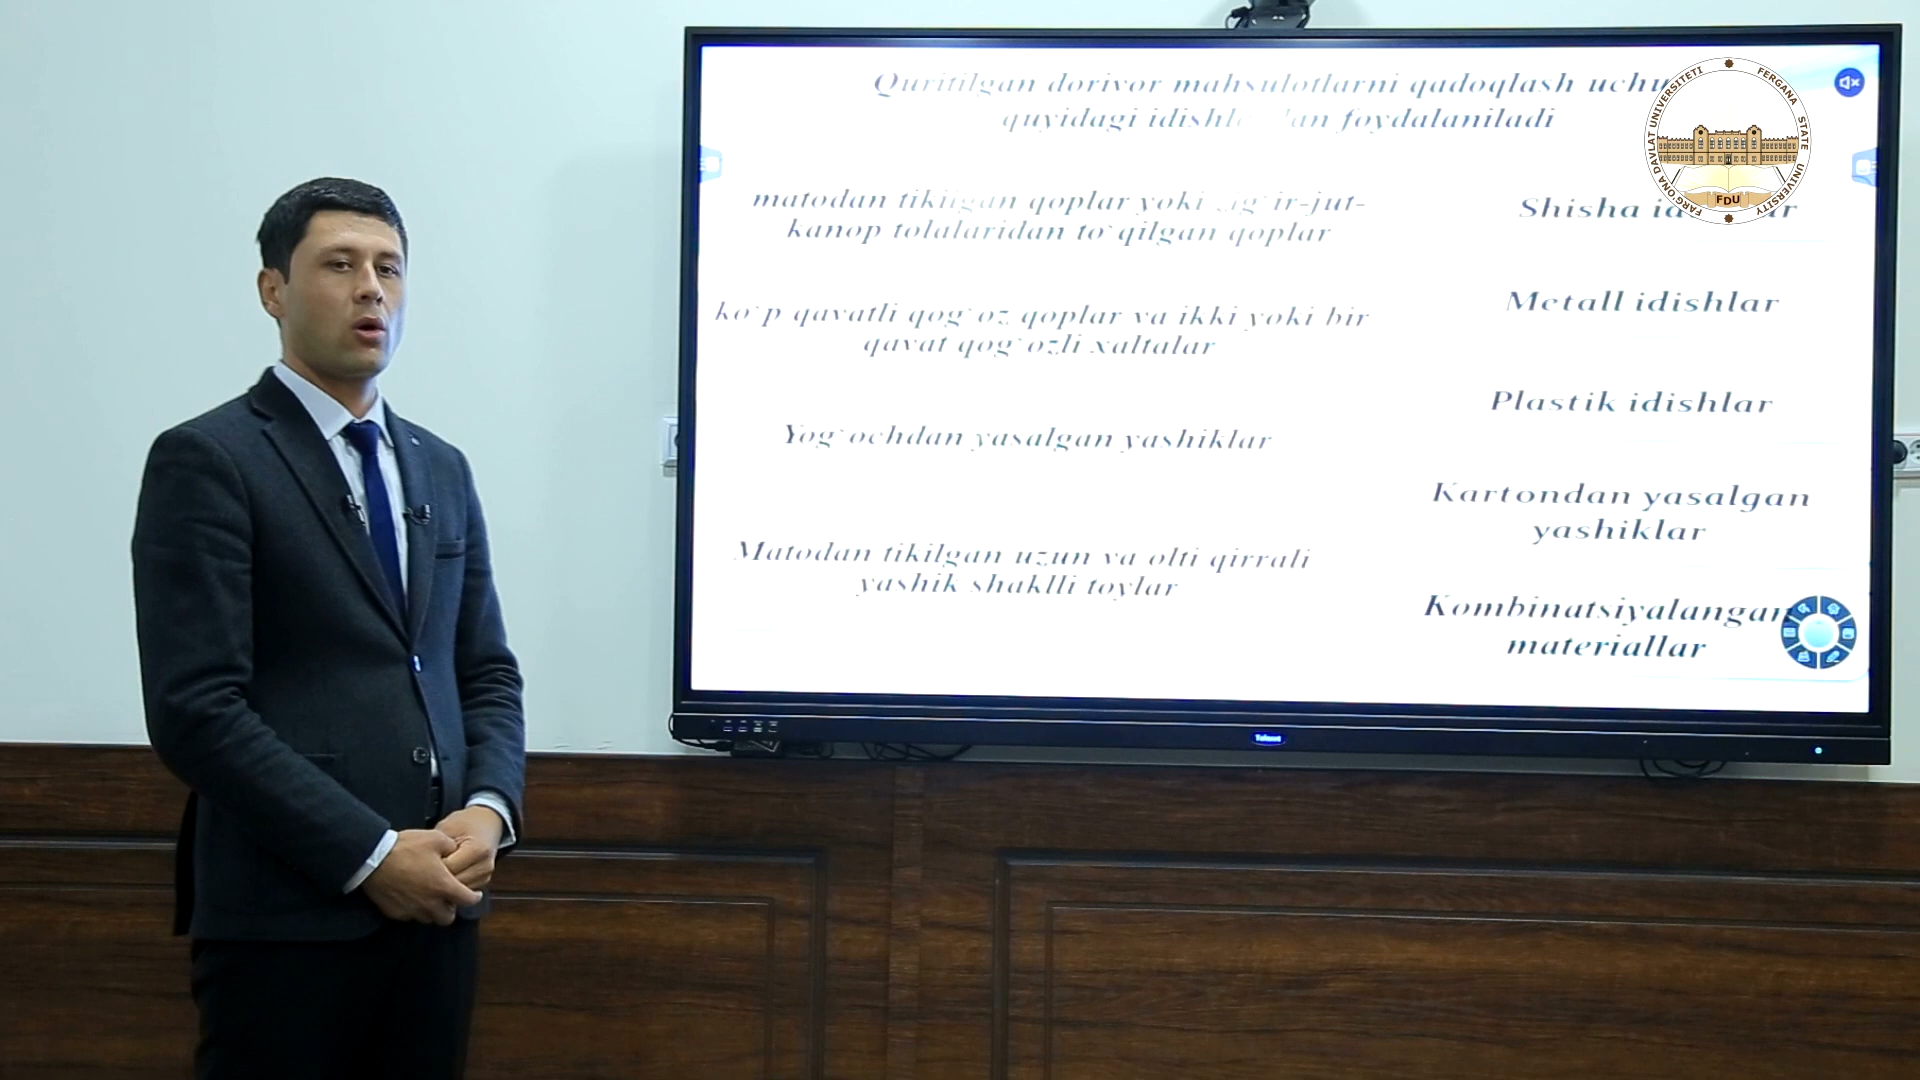 Quritilgan dorivor mahsulotlarni qadoqlash
quyidagi foydalaniladi
matodan tikilgan qoplar yoki
kanop tolalaridan to`qilgan qoplar
ko`p qavatli qog`oz qoplar va ikki yoki bir
qavat qog`ozli xaltalar
Yog`ochdan yasalgan yashiklar
Matodan tikilgan uzun va olti qirrali
yashik shaklli toylar
Shisha
Metall idishlar
Plastik idishlar
Kartondan yasalgan
yashiklar
Kombinatsiyalangan
materiallar
FARG'ONA DAVLAT UNIVERSITETI
FERGANA STATE UNIVERSITY
FDU